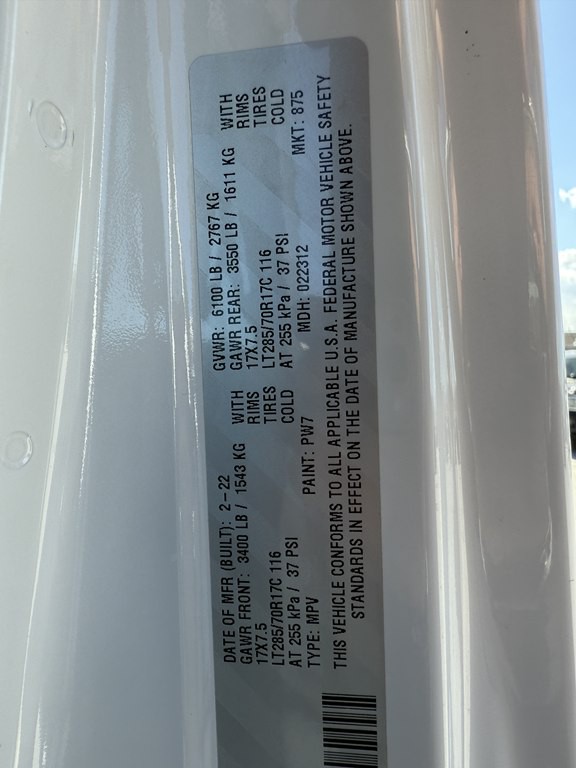 DATE OF MFR (BUILT): 2-22 GVWR: 6100 LB / 2767 KG
GAWR FRONT: 3400 LB / 1543 KG WITH GAWR REAR: 3550 LB / 1611 KG WITH
17X7.5 RIMS 17X7.5 RIMS
LT285/70R17C 116 TIRES LT285/70R17C 116 TIRES
AT 255 kPa / 37 PSI COLD AT 255 kPa / 37 PSI COLD
TYPE: MPV PAINT: PW7 MDH: 022312 MKT: 875
THIS VEHICLE CONFORMS TO ALL APPLICABLE U.S.A. FEDERAL MOTOR VEHICLE SAFETY
STANDARDS IN EFFECT ON THE DATE OF MANUFACTURE SHOWN ABOVE.